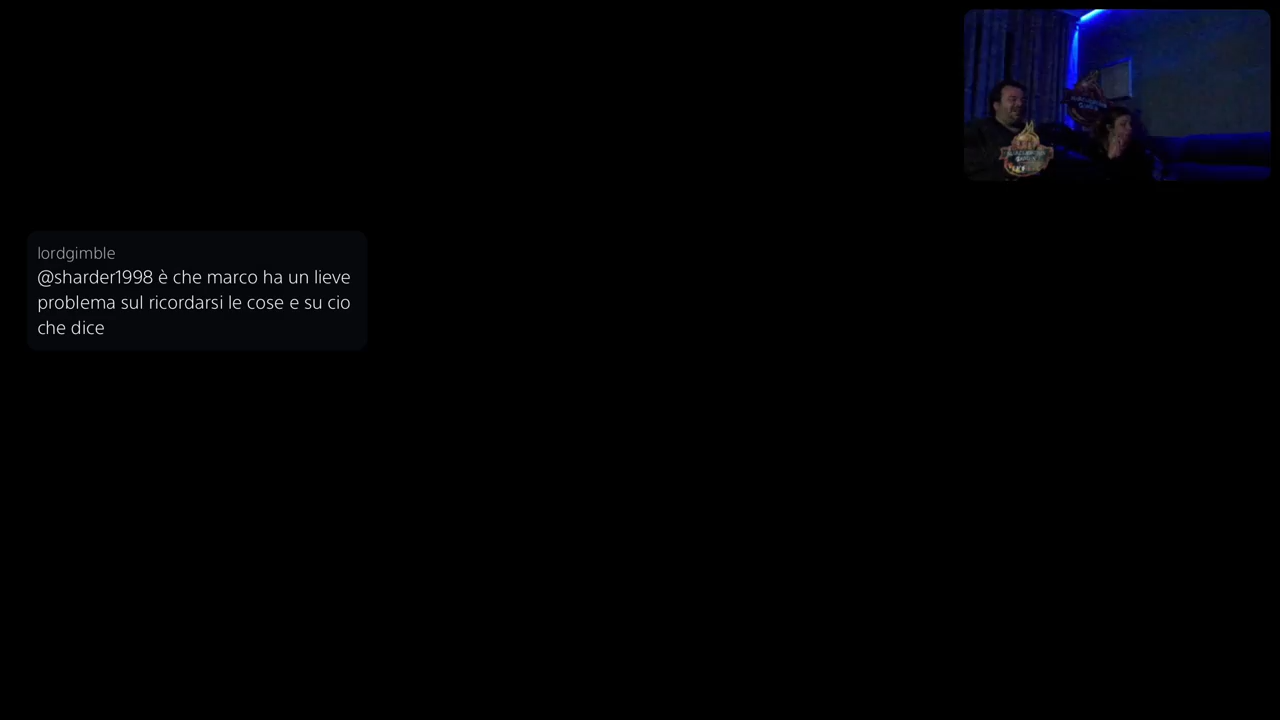 lordgimble
@sharder1998 è che marco ha un lieve
problema sul ricordarsi le cose e su cio
che dice